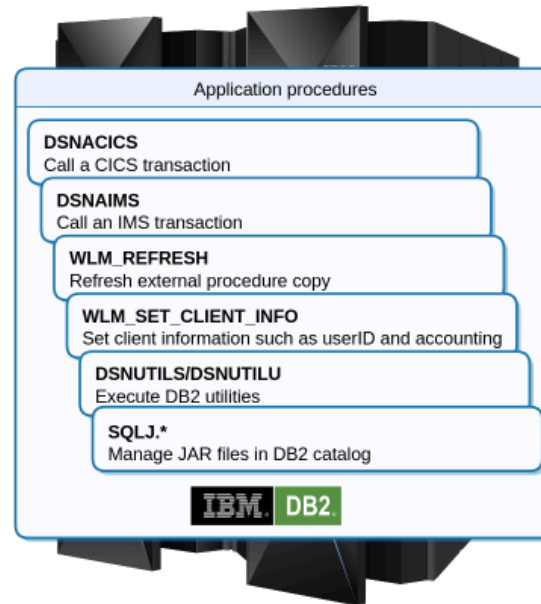 Application procedures
DSNACICS
Call a CICS transaction
DSNAIMS
Call an IMS transaction
WLM_REFRESH
Refresh external procedure copy
WLM_SET_CLIENT_INFO
Set client information such as userID and accounting
DSNUTILS/DSNUTILU
Execute DB2 utilities
SQLJ.*
Manage JAR files in DB2 catalog
IBM. DB2.